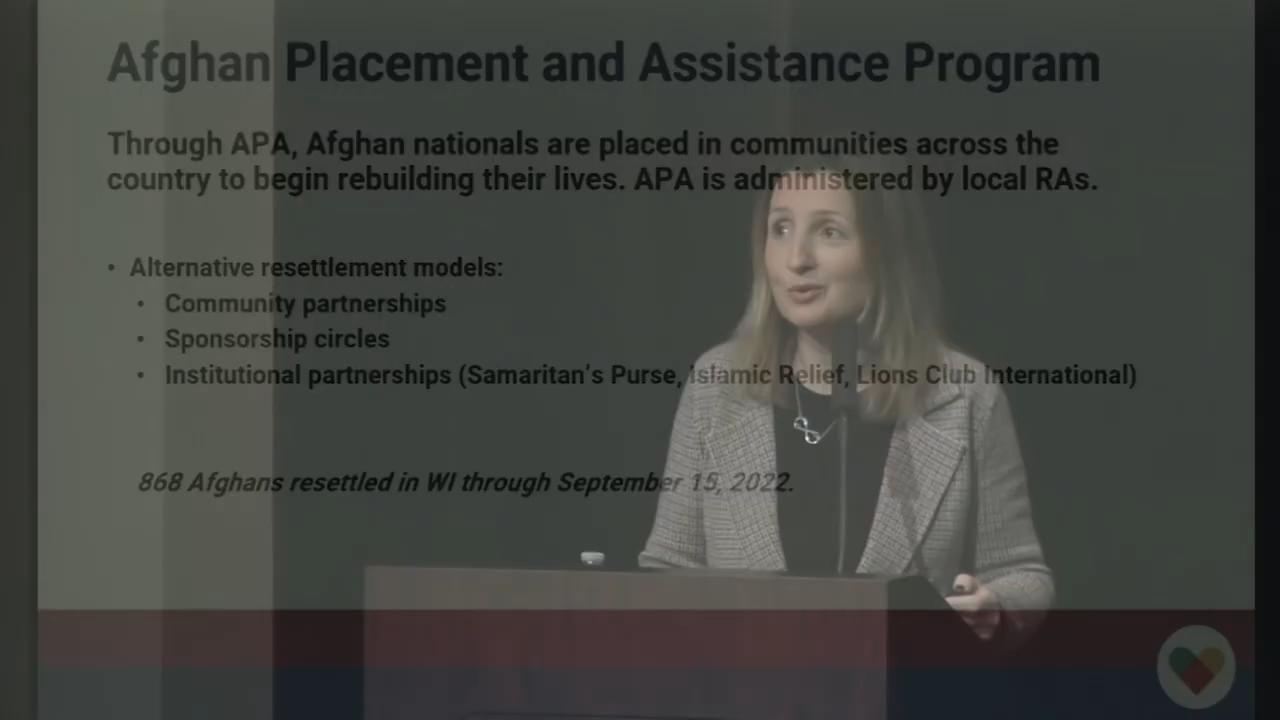 Afghan Placement and Assistance Program
Through APA, Afghan nationals are placed in communities across the
country to begin rebuilding their lives. APA is administered by local RAs.
• Alternative resettlement models:
• Community partnerships
• Sponsorship circles
• Institutional partnerships (Samaritan's Purse, Islamic Relief, Lions Club International)
868 Afghans resettled in WI through September 15, 2022.